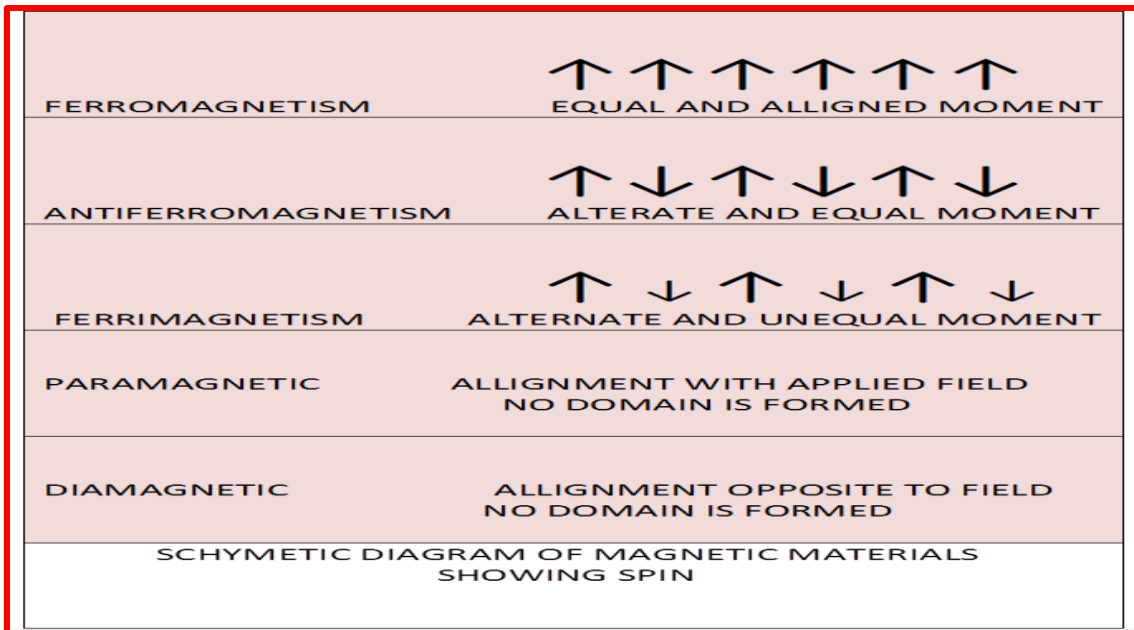 FERROMAGNETISM EQUAL AND ALLIGNED MOMENT
ANTIFERROMAGNETISM ALTERATE AND EQUAL MOMENT
FERRIMAGNETISM ALTERNATE AND UNEQUAL MOMENT
PARAMAGNETIC ALLIGNMENT WITH APPLIED FIELD
NO DOMAIN IS FORMED
DIAMAGNETIC ALLIGNMENT OPPOSITE TO FIELD
NO DOMAIN IS FORMED
SCHYMETIC DIAGRAM OF MAGNETIC MATERIALS
SHOWING SPIN